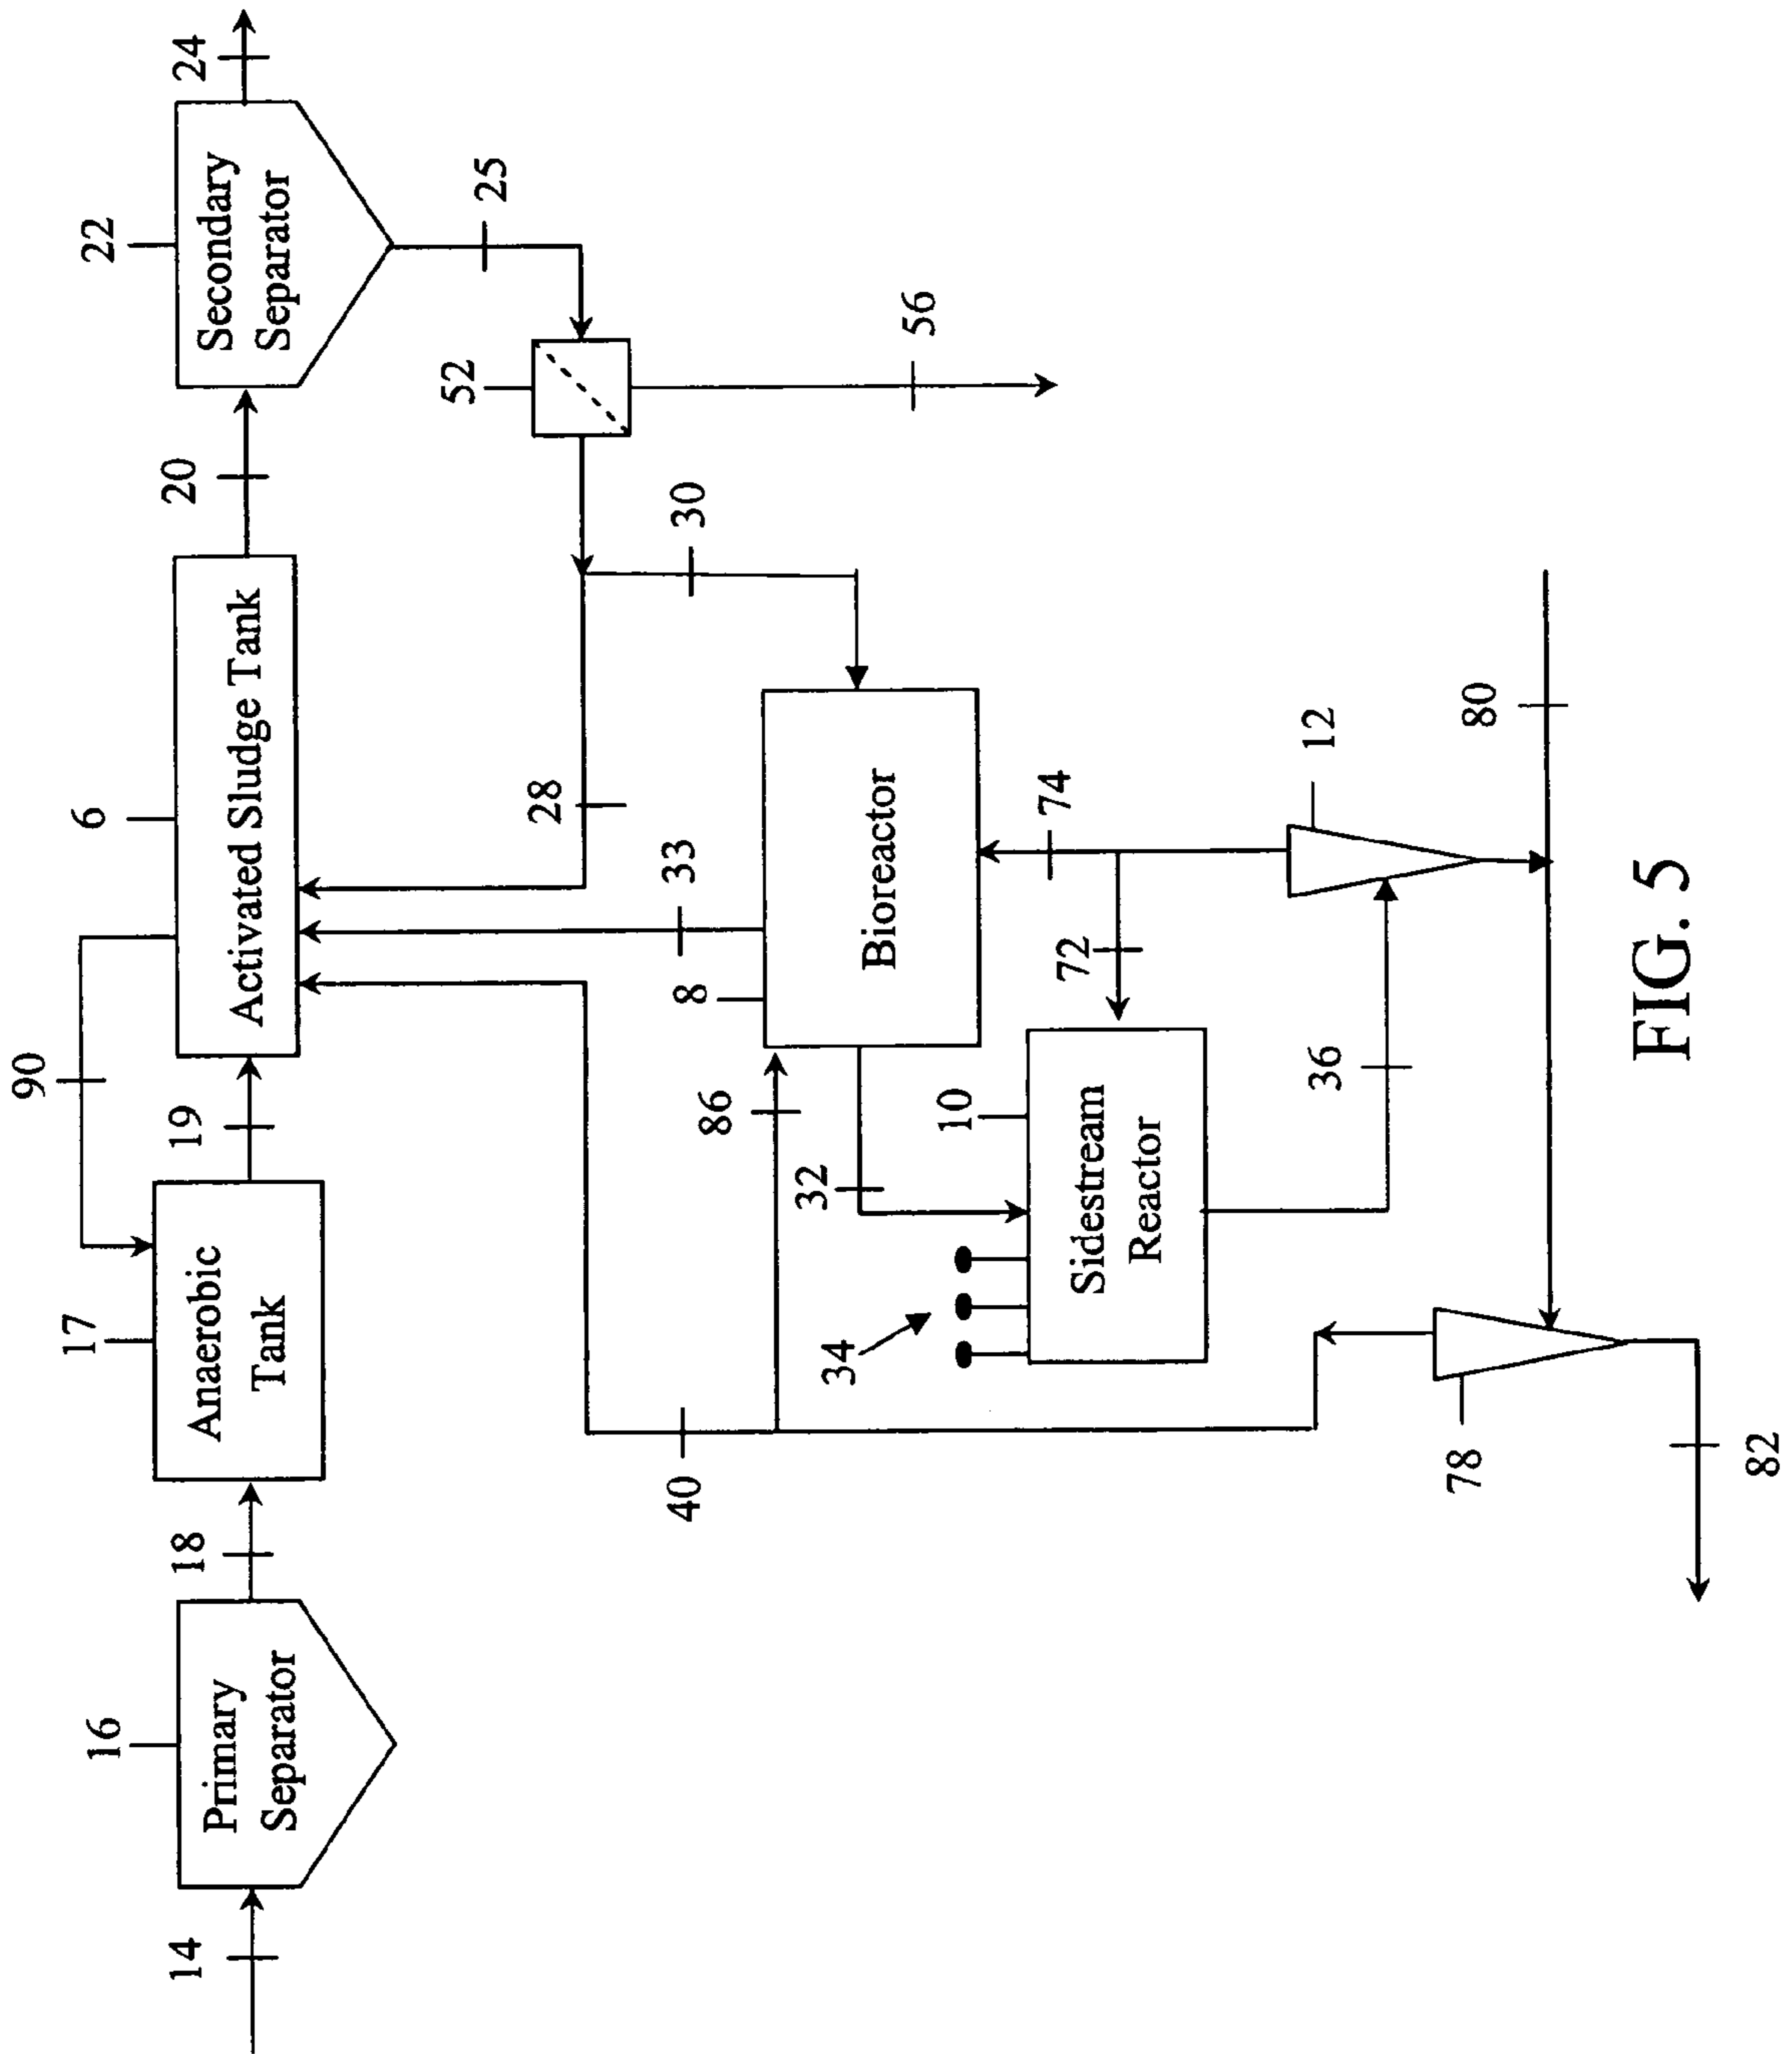 14
16
Primary
Separator
18
17
Anaerobic
Tank
90
19
6
Activated Sludge Tank
20
22
Secondary
Separator
24
25
52
56
28
30
33
40
86
8
Bioreactor
32
34
10
Sidestream
Reactor
72
74
36
12
80
78
82
FIG. 5